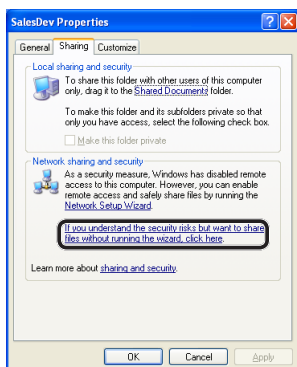 SalesDev Properties
General Sharing Customize
Local sharing and security
To share this folder with other users of this computer
only, drag it to the Shared Documents folder.
To make this folder and its subfolders private so that
only you have access, select the following check box.
Make this folder private
Network sharing and security
As a security measure, Windows has disabled remote
access to this computer. However, you can enable
remote access and safely share files by running the
Network Setup Wizard.
If you understand the security risks but want to share
files without running the wizard, click here.
Learn more about sharing and security.
OK Cancel Apply